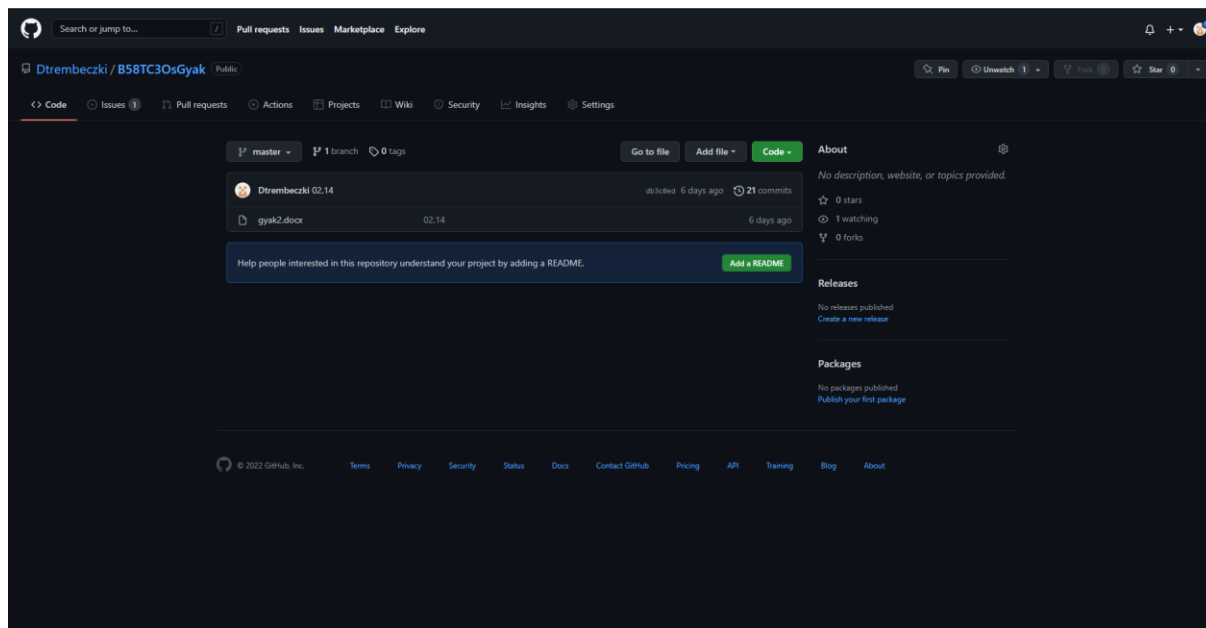 Search or jump to... / Pull requests Issues Marketplace Explore
Dtrembeczki / B58TC3OsGyak Public Pin Unwatch 1 Fork 0 Star 0
Code Issues 1 Pull requests Actions Projects Wiki Security Insights Settings
master 1 branch 0 tags Go to file Add file Code
Dtrembeczki 02.14 db3c8ed 6 days ago 21 commits
gyak2.docx 02.14 6 days ago
Help people interested in this repository understand your project by adding a README. Add a README
About
No description, website, or topics provided.
0 stars
1 watching
0 forks
Releases
No releases published
Create a new release
Packages
No packages published
Publish your first package
© 2022 GitHub, Inc. Terms Privacy Security Status Docs Contact GitHub Pricing API Training Blog About